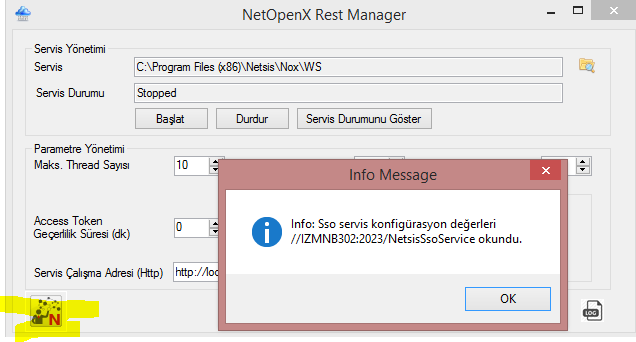 NetOpenX Rest Manager
Servis Yönetimi
Servis C:\Program Files (x86)\Netsis\Nox\WS
Servis Durumu Stopped
Başlat Durdur Servis Durumunu Göster
Parametre Yönetimi
Maks. Thread Sayısı 10
Info Message
Info: Sso servis konfigürasyon değerleri
//IZMNB302:2023/NetsisSsoService okundu.
Access Token
Geçerlilik Süresi (dk) 0
Servis Çalışma Adresi (Http) http://loc
OK
N
LOG